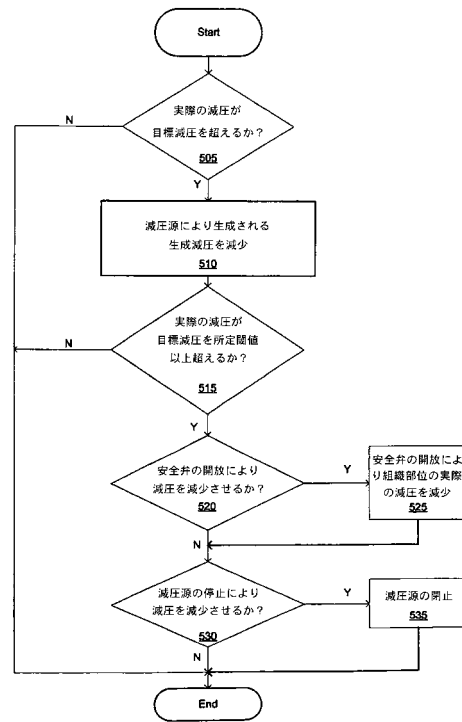 Start
実際の減圧が
目標減圧を超えるか？
505
N
Y
減圧源により生成される
生成減圧を減少
510
実際の減圧が
目標減圧を所定閾値
以上超えるか？
515
N
Y
安全弁の開放により
減圧を減少させるか？
520
Y
安全弁の開放によ
り組織部位の実際
の減圧を減少
525
N
減圧源の停止により
減圧を減少させるか？
530
Y
減圧源の閉止
535
N
End